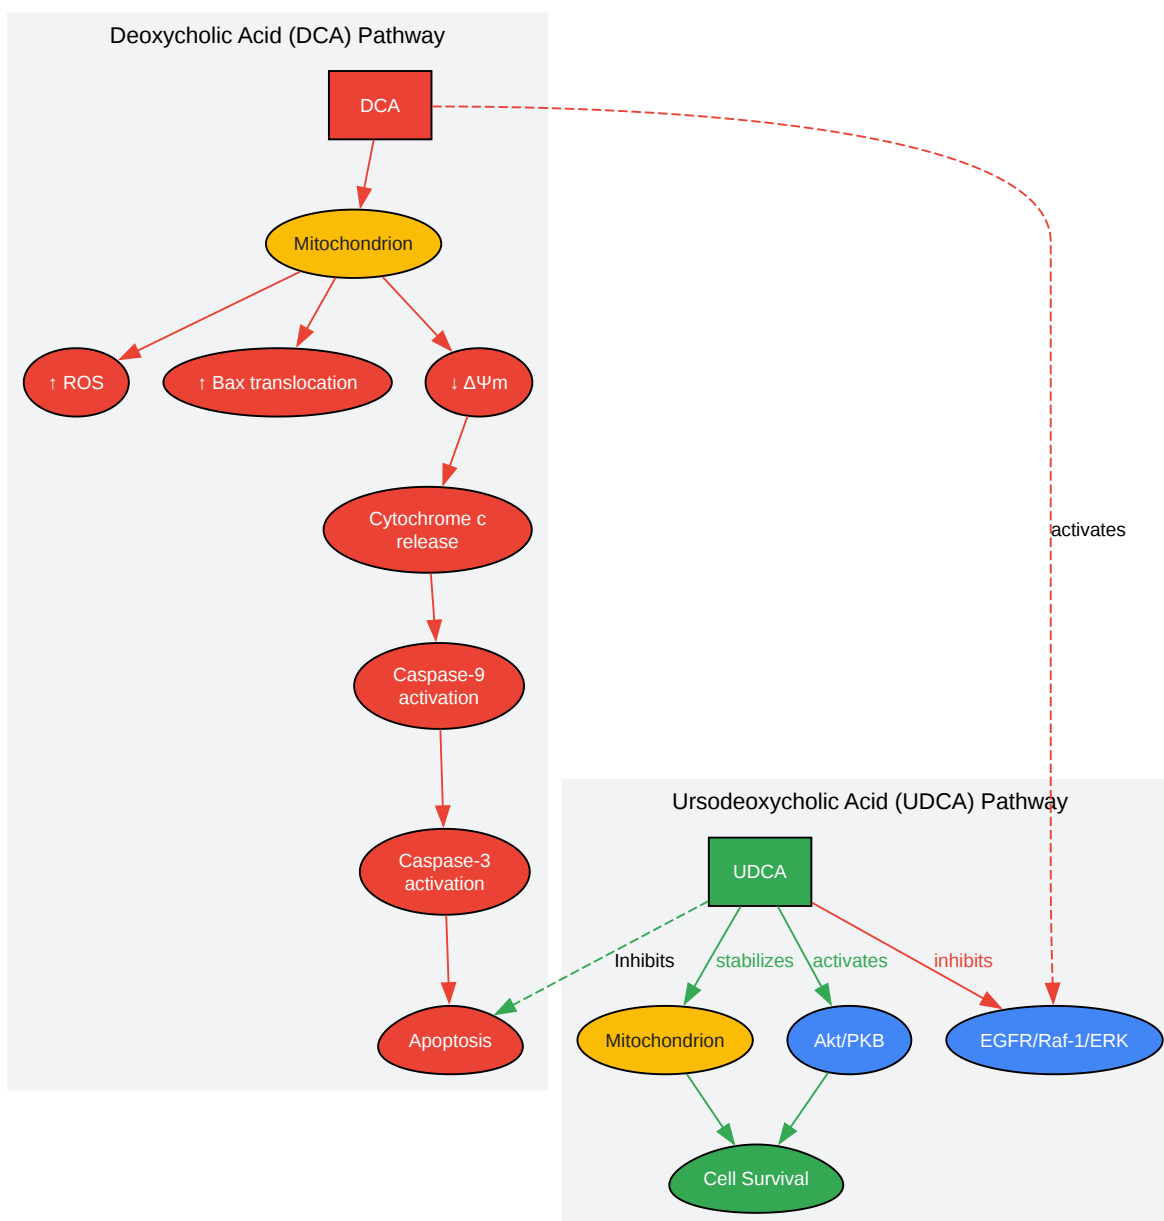 Deoxycholic Acid (DCA) Pathway
DCA
Mitochondrion
↑ ROS
↑ Bax translocation
↓ ΔΨm
Cytochrome c
release
activates
Caspase-9
activation
Ursodeoxycholic Acid (UDCA) Pathway
Caspase-3
activation
UDCA
Inhibits
stabilizes
activates
inhibits
Apoptosis
Mitochondrion
Akt/PKB
EGFR/Raf-1/ERK
Cell Survival